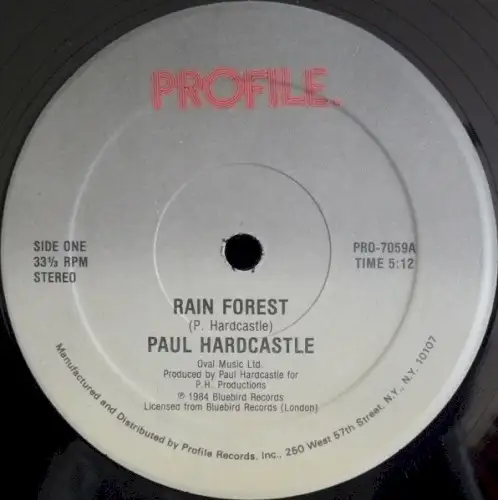 PROFILE.
SIDE ONE
33⅓ RPM
STEREO
PRO-7059A
TIME 5:12
RAIN FOREST
(P. Hardcastle)
PAUL HARDCASTLE
Oval Music Ltd.
Produced by Paul Hardcastle for
P.H. Productions
℗ 1984 Bluebird Records
Licensed from Bluebird Records (London)
Manufactured and Distributed by Profile Records, Inc., 250 West 57th Street, N.Y., N.Y. 10107